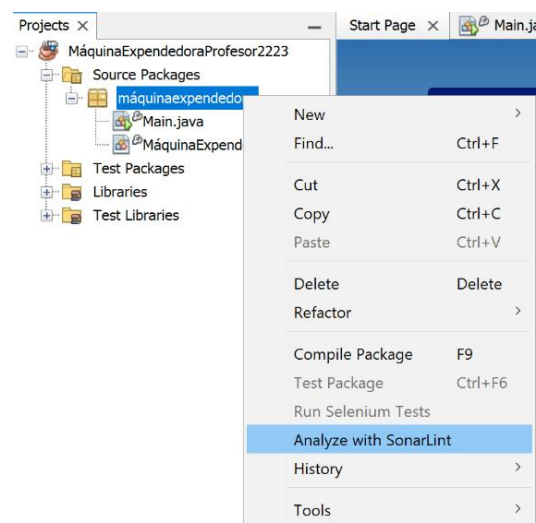 Projects
Start Page
Main.ja
MáquinaExpendedoraProfesor2223
Source Packages
máquinaexpendedo
Main.java
MáquinaExpend
Test Packages
Libraries
Test Libraries
New
Find... Ctrl+F
Cut Ctrl+X
Copy Ctrl+C
Paste Ctrl+V
Delete Delete
Refactor
Compile Package F9
Test Package Ctrl+F6
Run Selenium Tests
Analyze with SonarLint
History
Tools